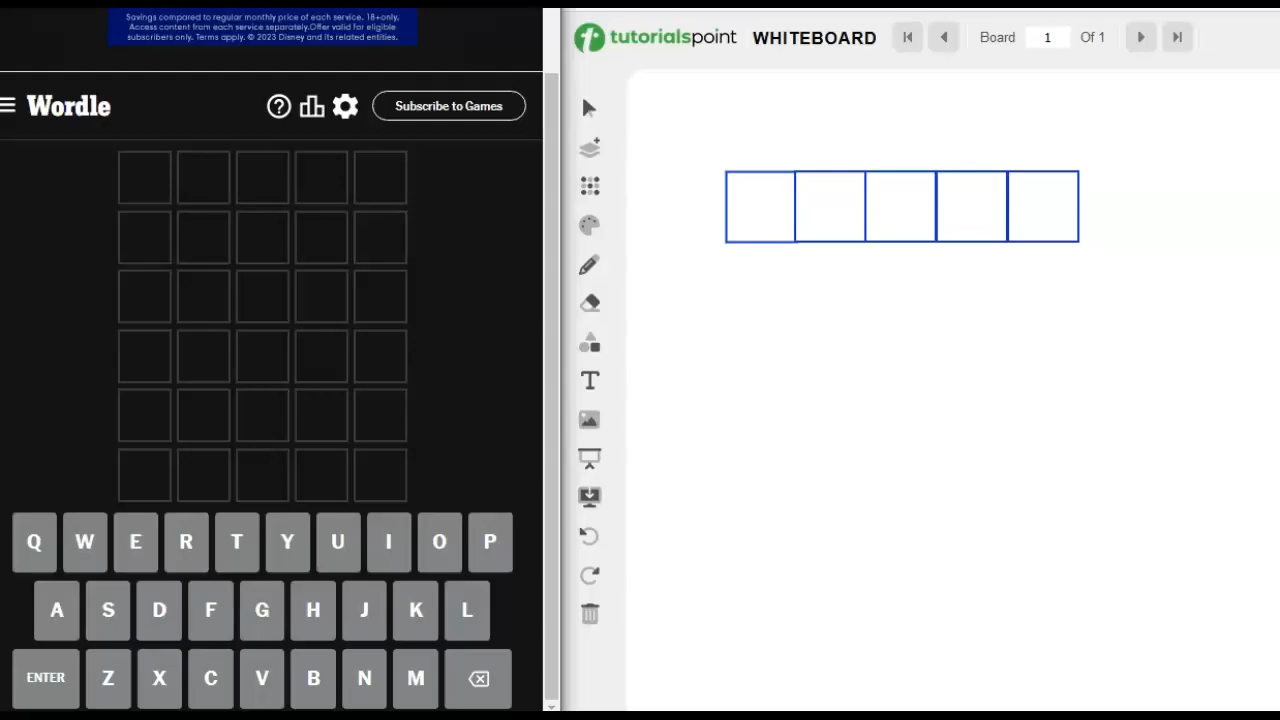 Savings compared to regular monthly price of each service. 18+only.
Access content from each service separately.Offer valid for eligible
subscribers only. Terms apply. © 2023 Disney and its related entities.
Wordle
Subscribe to Games
Q W E R T Y U I O P
A S D F G H J K L
ENTER Z X C V B N M
tutorialspoint WHITEBOARD Board 1 Of 1